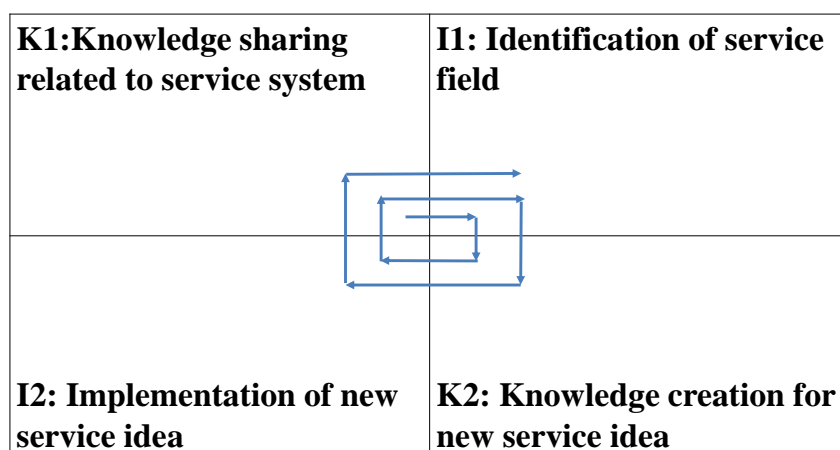 K1:Knowledge sharing
related to service system
I1: Identification of service
field
I2: Implementation of new
service idea
K2: Knowledge creation for
new service idea